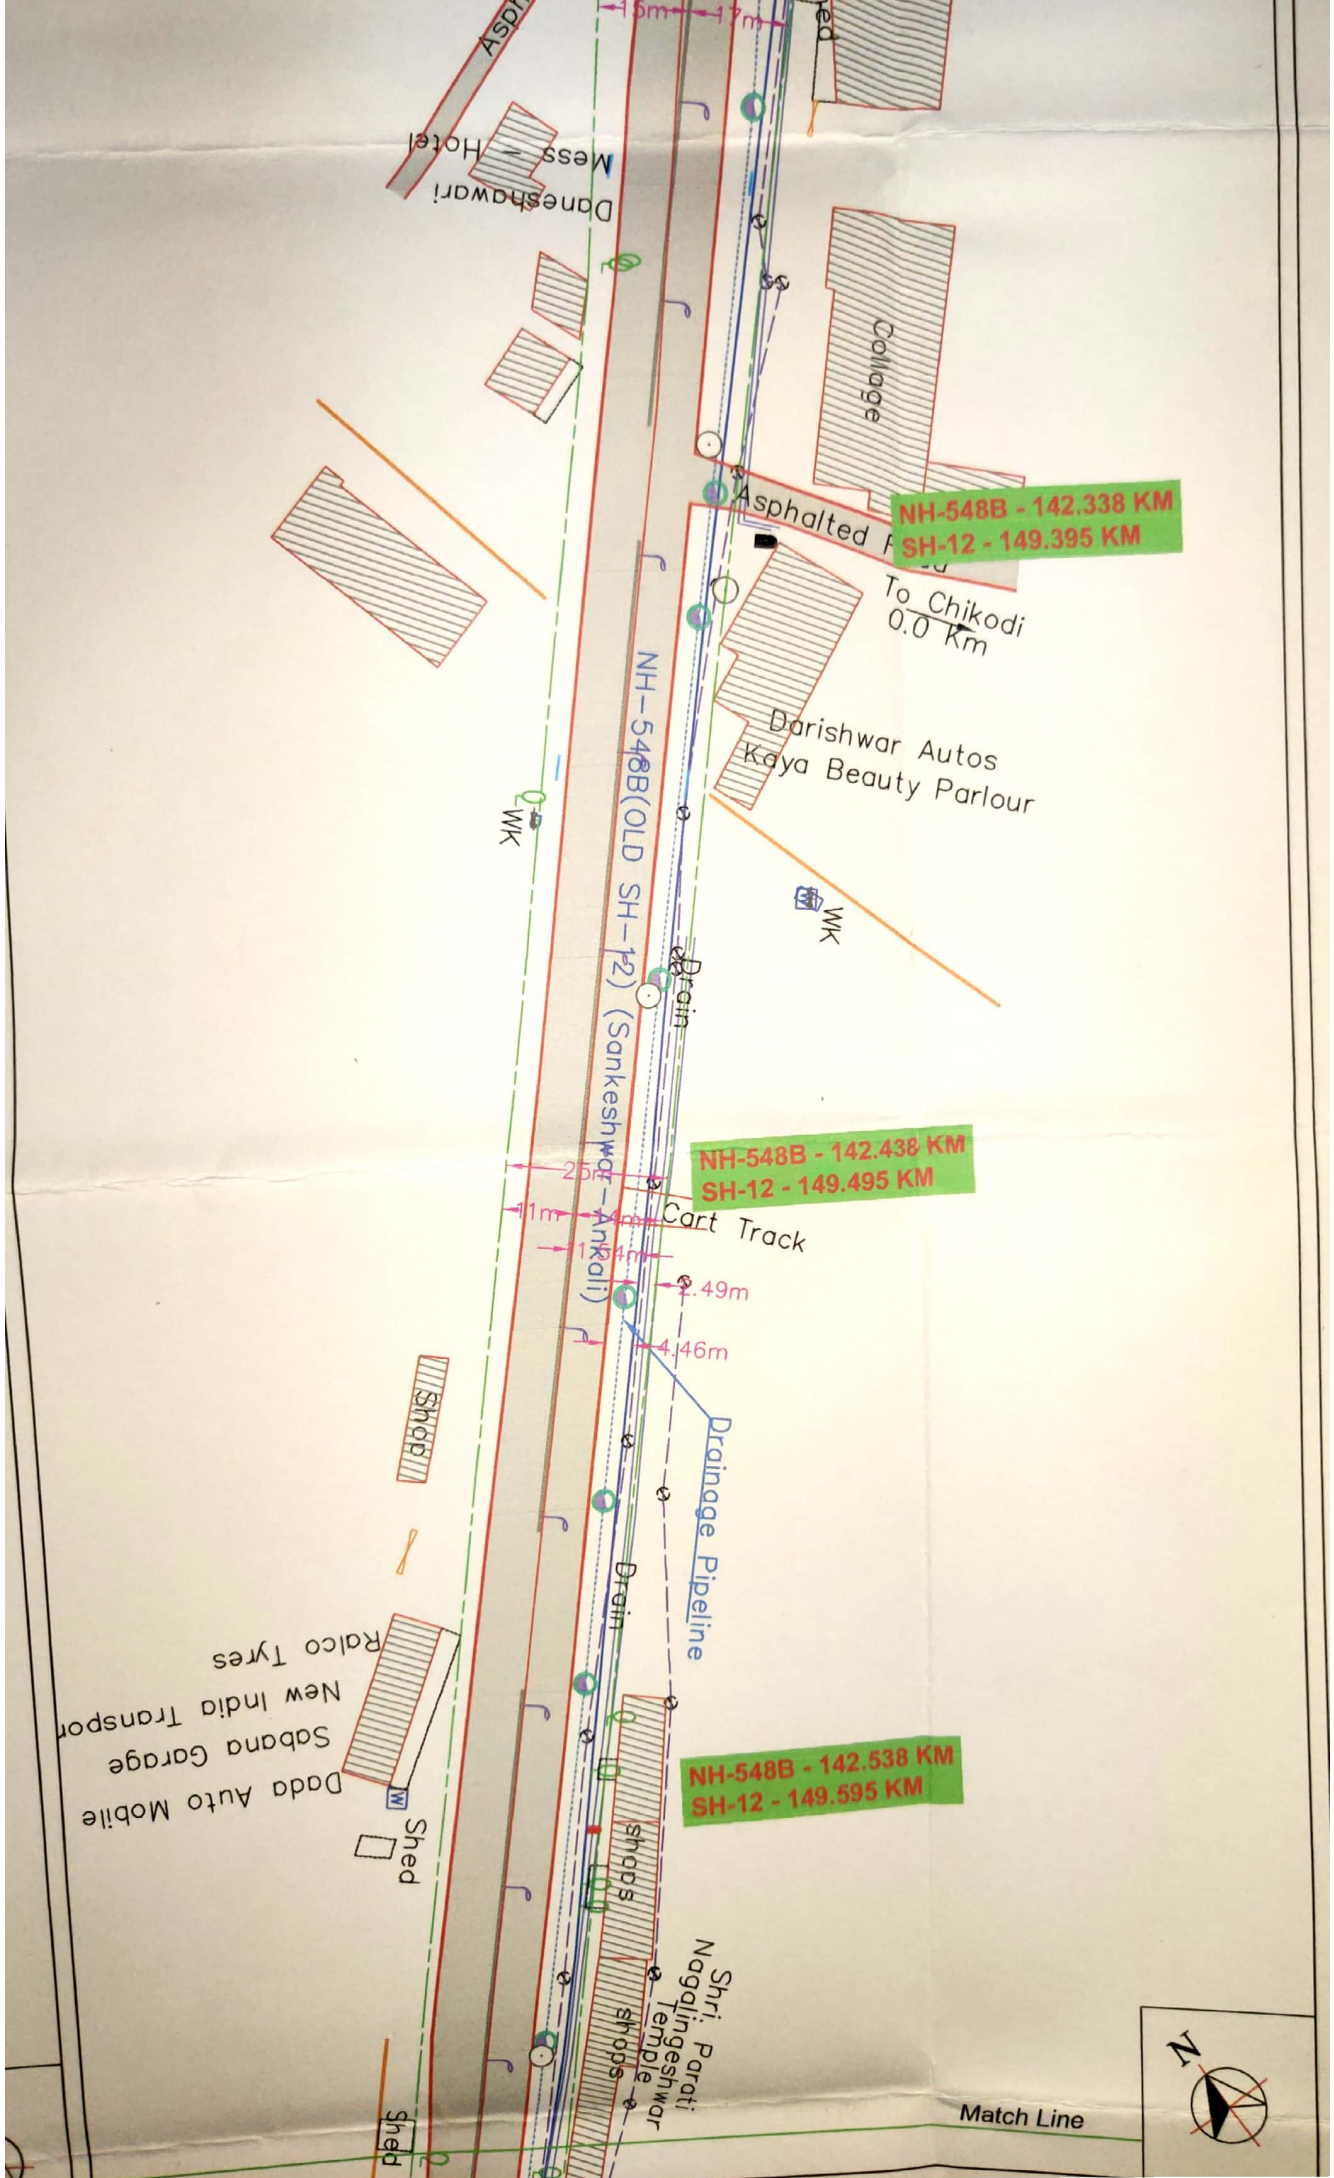 15m
17m
Mess - Hotel
Daneshawari
Collage
NH-548B - 142.338 KM
SH-12 - 149.395 KM
Asphalted
To Chikodi
0.0 Km
Darishwar Autos
Kaya Beauty Parlour
NH-548B(OLD SH-12) (Sankeshwar-Ankali)
WK
WK
Drain
NH-548B - 142.438 KM
SH-12 - 149.495 KM
25m
11m
14m
Cart Track
2.49m
4.46m
Shop
Drainage Pipeline
Drain
Ralco Tyres
New India Transpor
Sabana Garage
Dada Auto Mobile
W
Shed
NH-548B - 142.538 KM
SH-12 - 149.595 KM
shops
shops
Shri. Parati
Nagalingeshwar
Temple
Shed
N
Match Line